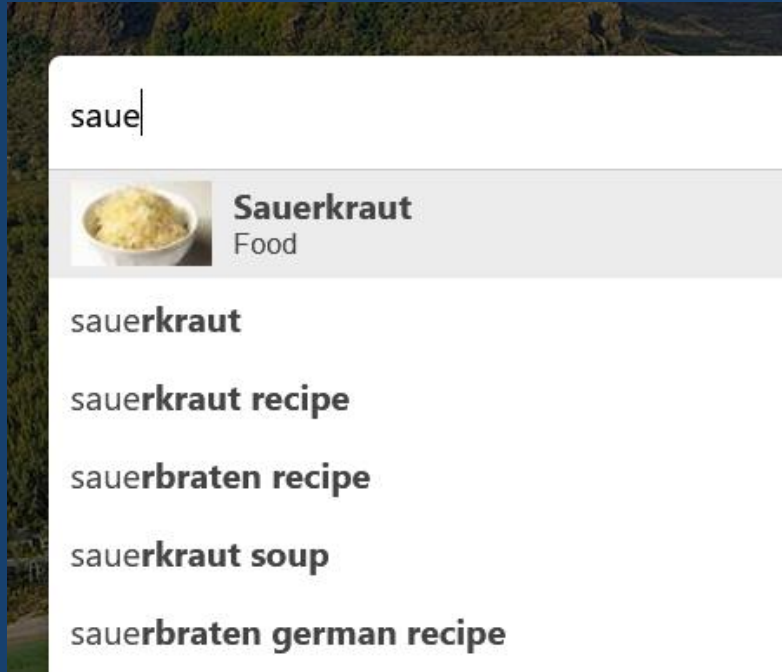 saue
Sauerkraut
Food
sauerkraut
sauerkraut recipe
sauerbraten recipe
sauerkraut soup
sauerbraten german recipe